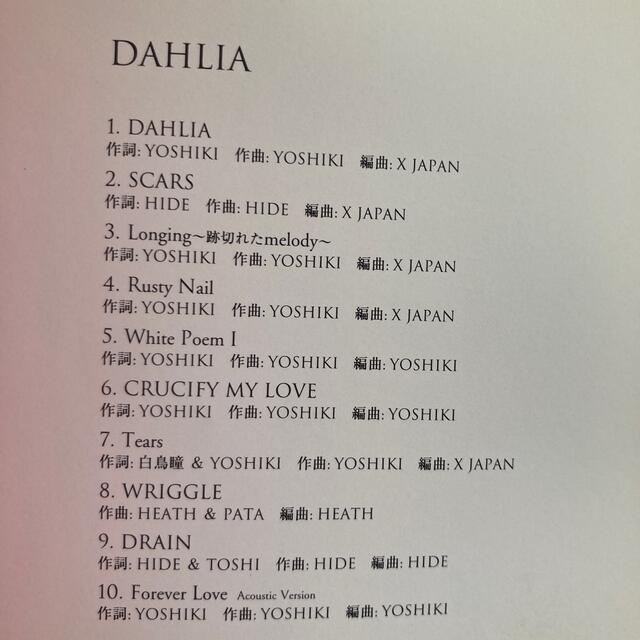 DAHLIA
1. DAHLIA
作詞: YOSHIKI 作曲: YOSHIKI 編曲: X JAPAN
2. SCARS
作詞: HIDE 作曲: HIDE 編曲: X JAPAN
3. Longing~跡切れたmelody~
作詞: YOSHIKI 作曲: YOSHIKI 編曲: X JAPAN
4. Rusty Nail
作詞: YOSHIKI 作曲: YOSHIKI 編曲: X JAPAN
5. White Poem I
作詞: YOSHIKI 作曲: YOSHIKI 編曲: YOSHIKI
6. CRUCIFY MY LOVE
作詞: YOSHIKI 作曲: YOSHIKI 編曲: YOSHIKI
7. Tears
作詞: 白鳥瞳 & YOSHIKI 作曲: YOSHIKI 編曲: X JAPAN
8. WRIGGLE
作曲: HEATH & PATA 編曲: HEATH
9. DRAIN
作詞: HIDE & TOSHI 作曲: HIDE 編曲: HIDE
10. Forever Love Acoustic Version
作詞: YOSHIKI 作曲: YOSHIKI 編曲: YOSHIKI